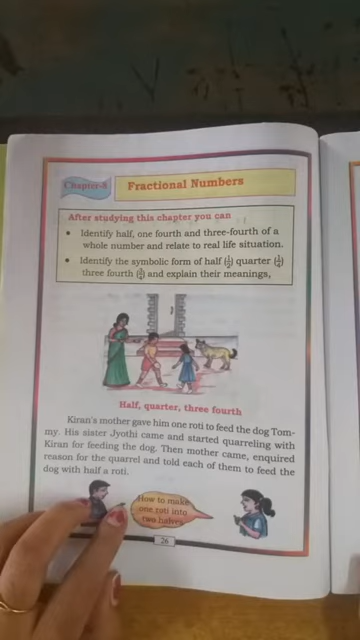 Chapter-8
Fractional Numbers
After studying this chapter you can
• Identify half, one fourth and three-fourth of a
whole number and relate to real life situation.
• Identify the symbolic form of half (1/2) quarter (1/4)
three fourth (3/4) and explain their meanings,
Half, quarter, three fourth
Kiran's mother gave him one roti to feed the dog Tom-
my. His sister Jyothi came and started quarreling with
Kiran for feeding the dog. Then mother came, enquired
reason for the quarrel and told each of them to feed the
dog with half a roti.
How to make
one roti into
two halves
26